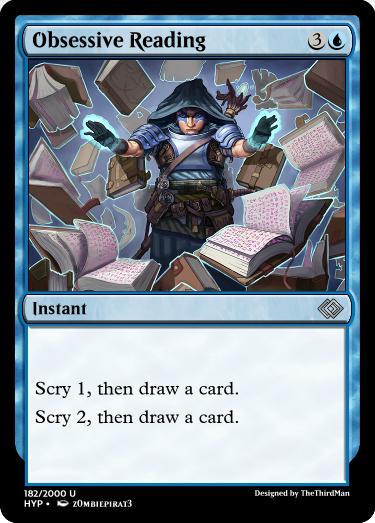 Obsessive Reading 3
Instant
Scry 1, then draw a card.
Scry 2, then draw a card.
182/2000 U
Designed by TheThirdMan
HYP • z0MBIEPIRAT3